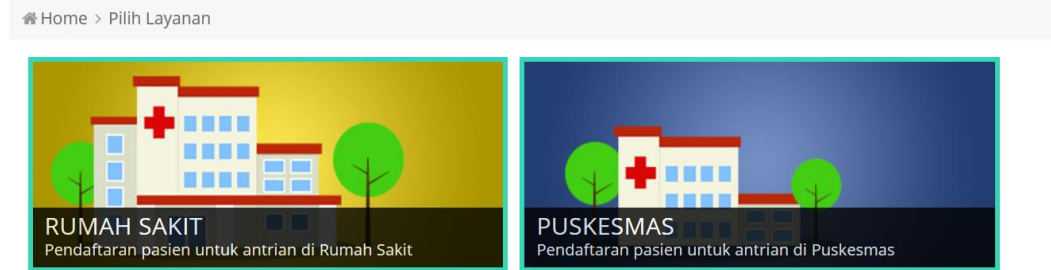 Home > Pilih Layanan
RUMAH SAKIT
Pendaftaran pasien untuk antrian di Rumah Sakit
PUSKESMAS
Pendaftaran pasien untuk antrian di Puskesmas